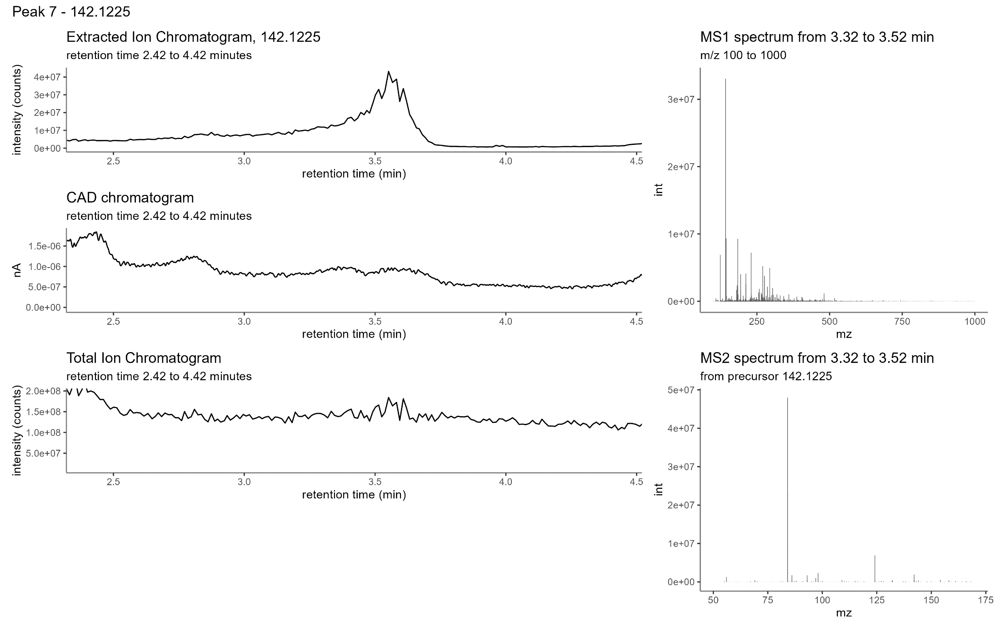 Peak 7 - 142.1225
Extracted Ion Chromatogram, 142.1225
retention time 2.42 to 4.42 minutes
intensity (counts)
4e+07
3e+07
2e+07
1e+07
0e+00
2.5 3.0 3.5 4.0 4.5
retention time (min)
CAD chromatogram
retention time 2.42 to 4.42 minutes
nA
1.5e-06
1.0e-06
5.0e-07
0.0e+00
2.5 3.0 3.5 4.0 4.5
retention time (min)
Total Ion Chromatogram
retention time 2.42 to 4.42 minutes
intensity (counts)
2.0e+08
1.5e+08
1.0e+08
5.0e+07
2.5 3.0 3.5 4.0 4.5
retention time (min)
MS1 spectrum from 3.32 to 3.52 min
m/z 100 to 1000
int
3e+07
2e+07
1e+07
0e+00
250 500 750 1000
mz
MS2 spectrum from 3.32 to 3.52 min
from precursor 142.1225
int
5e+07
4e+07
3e+07
2e+07
1e+07
0e+00
50 75 100 125 150 175
mz